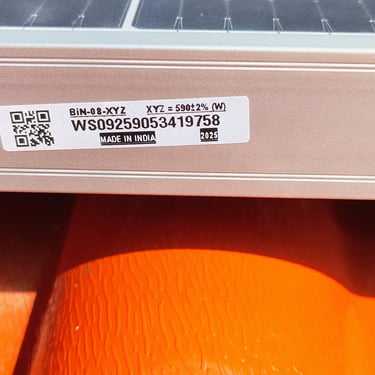 BiN-08-XYZ XYZ = 590±2% (W)
WS09259053419758
MADE IN INDIA 2025